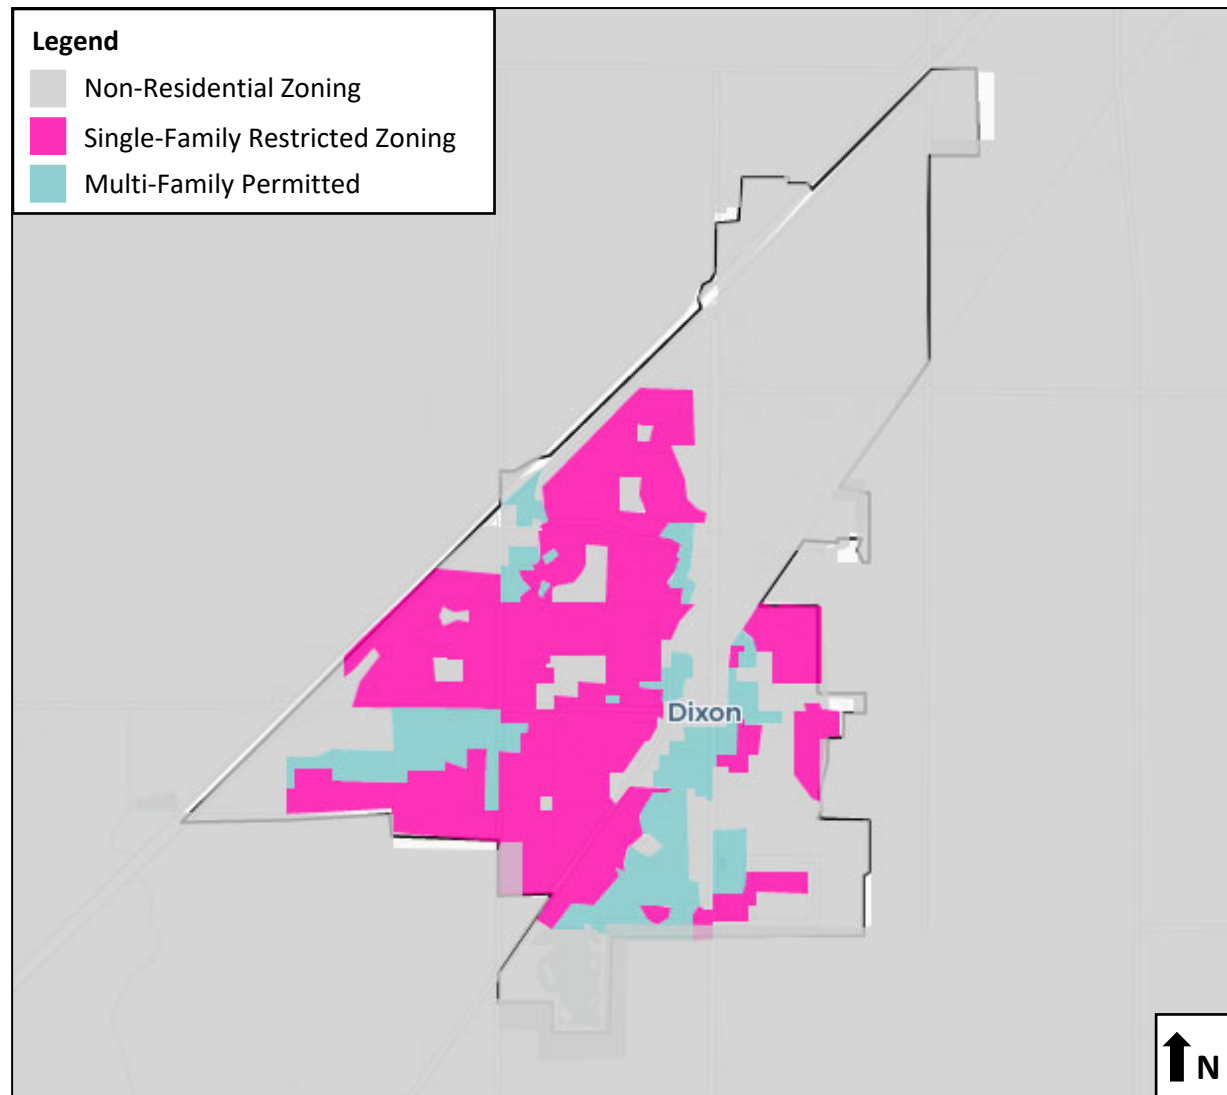 Legend
Non-Residential Zoning
Single-Family Restricted Zoning
Multi-Family Permitted
Dixon
N